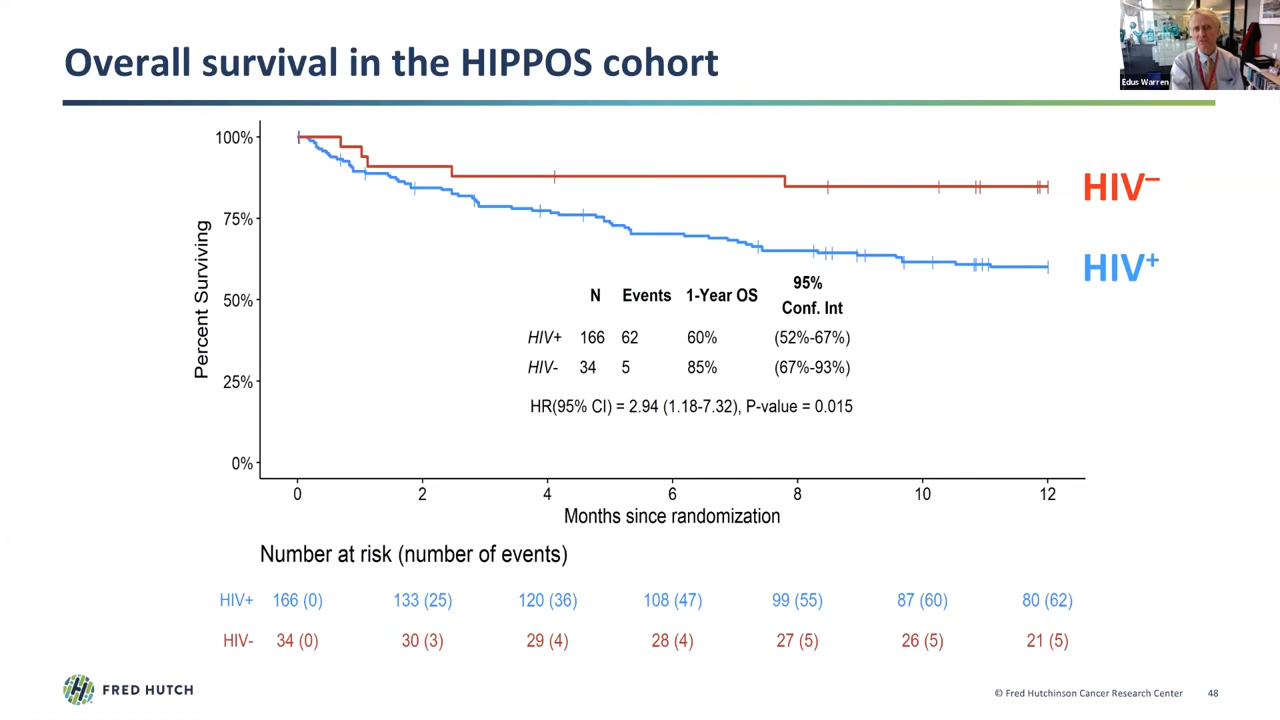 Overall survival in the HIPPOS cohort
Edus Warren
100%
75%
50%
25%
0%
Percent Surviving
HIV–
HIV+
N Events 1-Year OS 95% Conf. Int
HIV+ 166 62 60% (52%-67%)
HIV- 34 5 85% (67%-93%)
HR(95% CI) = 2.94 (1.18-7.32), P-value = 0.015
0 2 4 6 8 10 12
Months since randomization
Number at risk (number of events)
HIV+ 166 (0) 133 (25) 120 (36) 108 (47) 99 (55) 87 (60) 80 (62)
HIV- 34 (0) 30 (3) 29 (4) 28 (4) 27 (5) 26 (5) 21 (5)
FRED HUTCH
© Fred Hutchinson Cancer Research Center 48